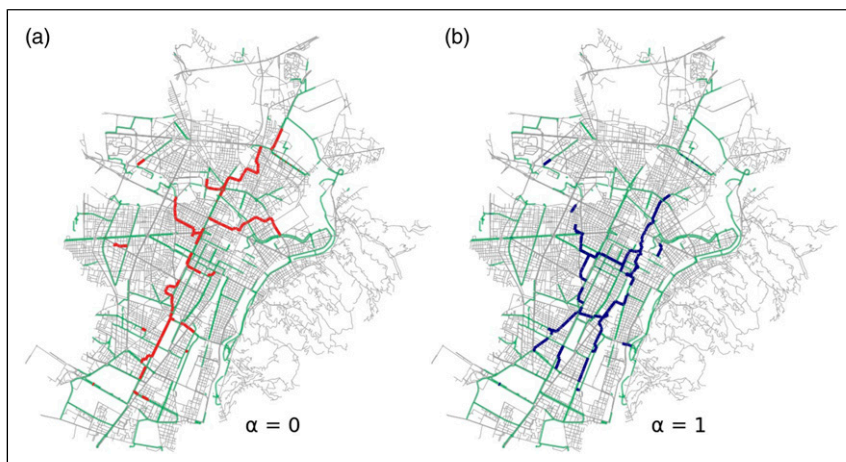 (a)
(b)
α = 0
α = 1